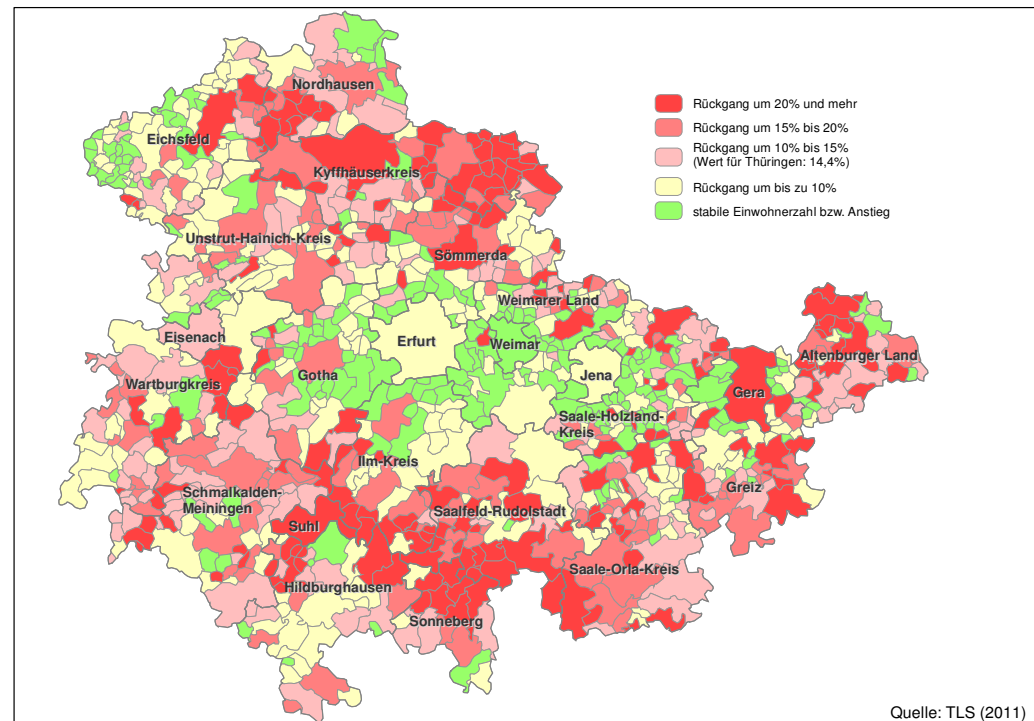 Nordhausen
Rückgang um 20% und mehr
Rückgang um 15% bis 20%
Rückgang um 10% bis 15%
(Wert für Thüringen: 14,4%)
Rückgang um bis zu 10%
stabile Einwohnerzahl bzw. Anstieg
Eichsfeld
Kyffhäuserkreis
Unstrut-Hainich-Kreis
Sömmerda
Weimarer Land
Eisenach
Erfurt
Weimar
Altenburger Land
Wartburgkreis
Gotha
Jena
Gera
Saale-Holzland-
Kreis
Ilm-Kreis
Greiz
Schmalkalden-
Meiningen
Suhl
Saalfeld-Rudolstadt
Saale-Orla-Kreis
Hildburghausen
Sonneberg
Quelle: TLS (2011)